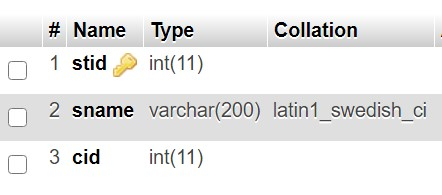 # Name Type Collation
1 stid int(11)
2 sname varchar(200) latin1_swedish_ci
3 cid int(11)